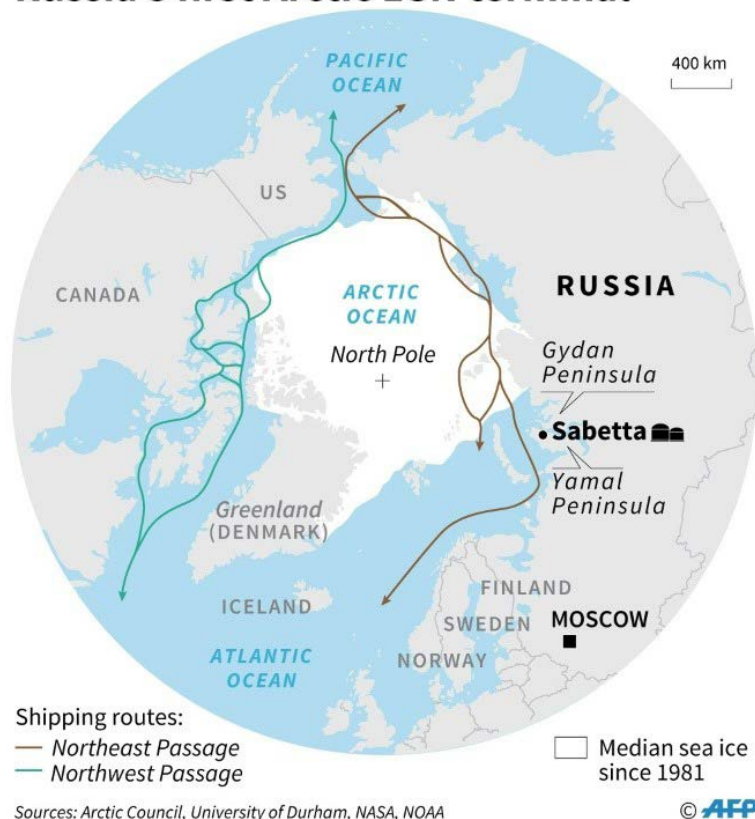 PACIFIC
OCEAN
400 km
US
CANADA
RUSSIA
ARCTIC
OCEAN
North Pole
Gydan
Peninsula
Sabetta
Yamal
Peninsula
Greenland
(DENMARK)
ICELAND
FINLAND
SWEDEN
MOSCOW
NORWAY
ATLANTIC
OCEAN
Shipping routes:
Northeast Passage
Northwest Passage
Median sea ice
since 1981
Sources: Arctic Council, University of Durham, NASA, NOAA
© AFP